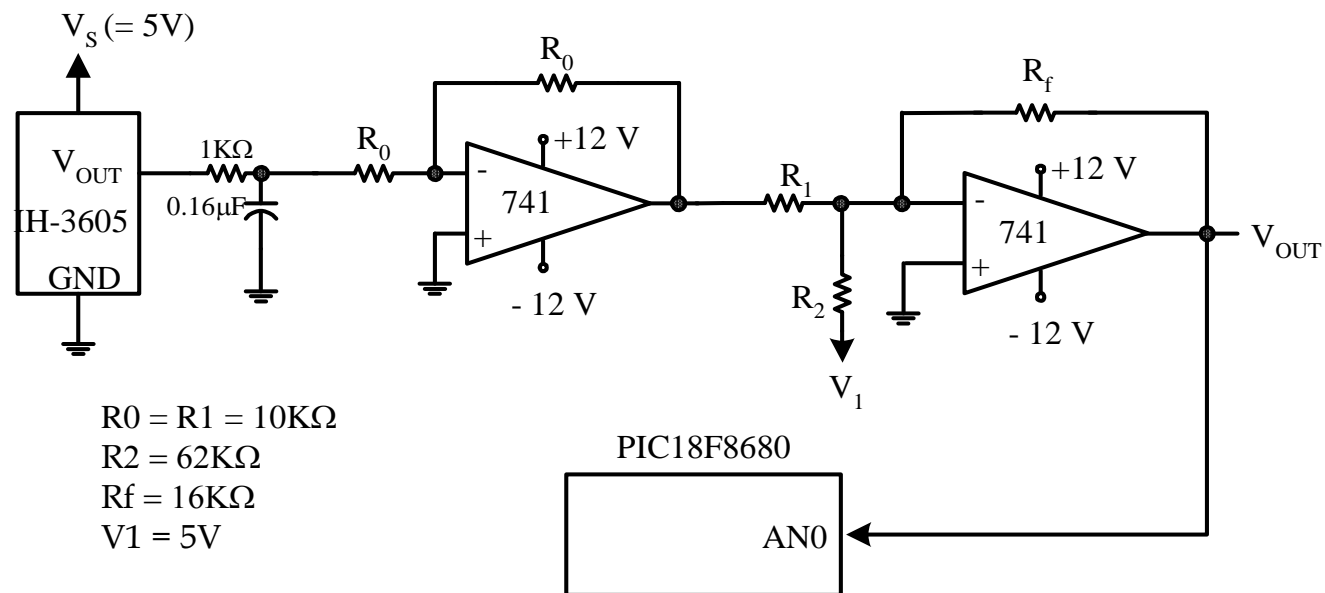 V_S (= 5V)
V_OUT
IH-3605
GND
1KΩ
0.16μF
R_0
R_0
-
+
741
+12 V
- 12 V
R_1
R_2
V_1
R_f
-
+
741
+12 V
- 12 V
V_OUT
R0 = R1 = 10KΩ
R2 = 62KΩ
Rf = 16KΩ
V1 = 5V
PIC18F8680
AN0